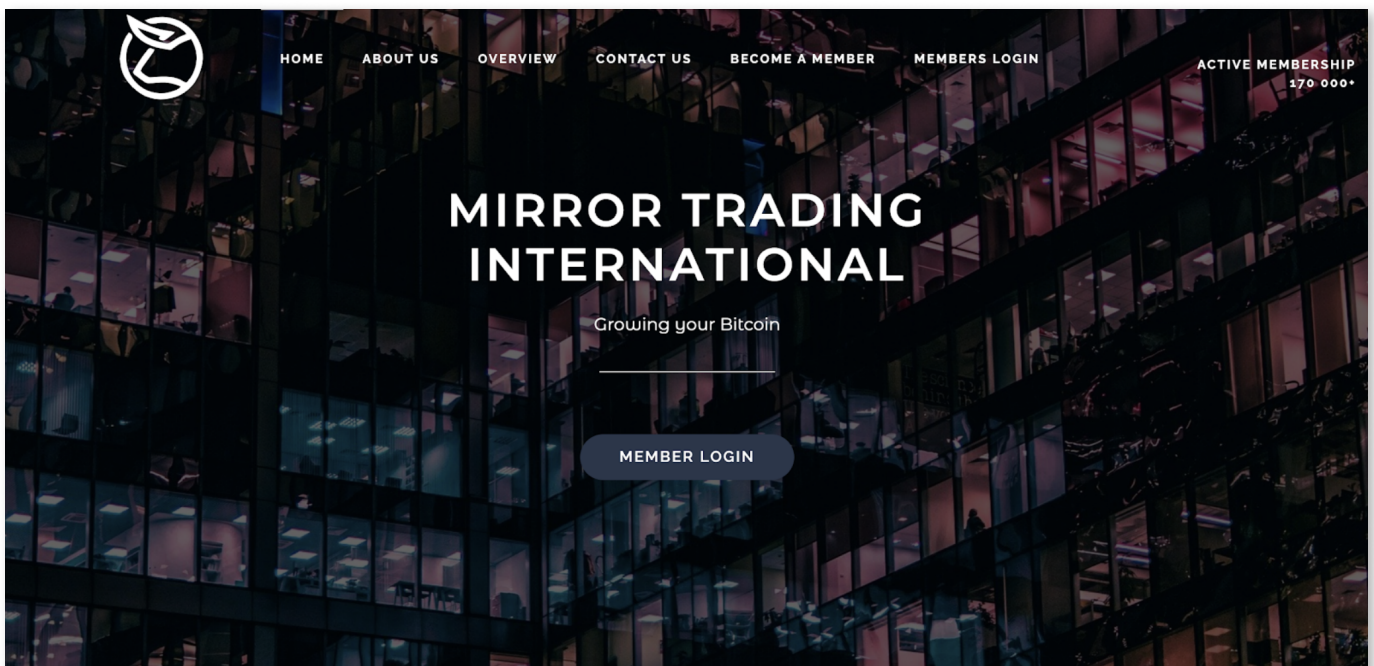 HOME
ABOUT US
OVERVIEW
CONTACT US
BECOME A MEMBER
MEMBERS LOGIN
ACTIVE MEMBERSHIP
170 000+
MIRROR TRADING
INTERNATIONAL
Growing your Bitcoin
MEMBER LOGIN